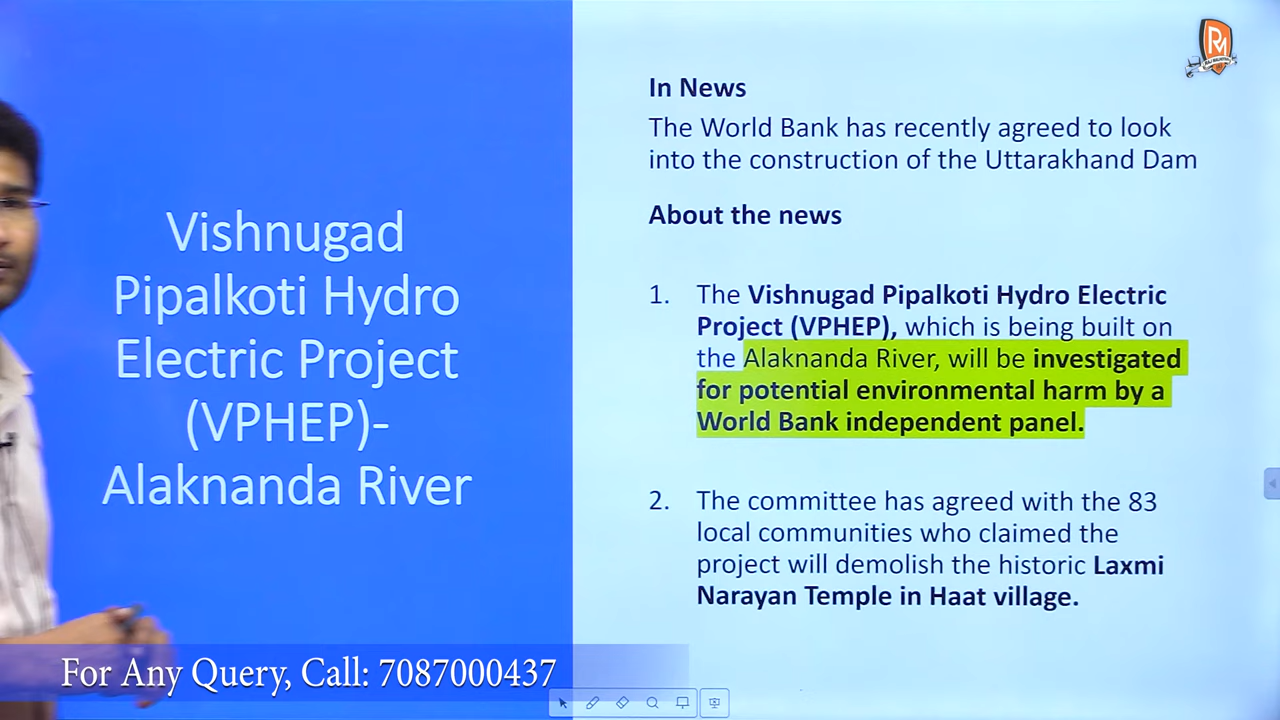 Vishnugad
Pipalkoti Hydro
Electric Project
(VPHEP)-
Alaknanda River
In News
The World Bank has recently agreed to look
into the construction of the Uttarakhand Dam
About the news
1. The Vishnugad Pipalkoti Hydro Electric
Project (VPHEP), which is being built on
the Alaknanda River, will be investigated
for potential environmental harm by a
World Bank independent panel.
2. The committee has agreed with the 83
local communities who claimed the
project will demolish the historic Laxmi
Narayan Temple in Haat village.
For Any Query, Call: 7087000437
RM